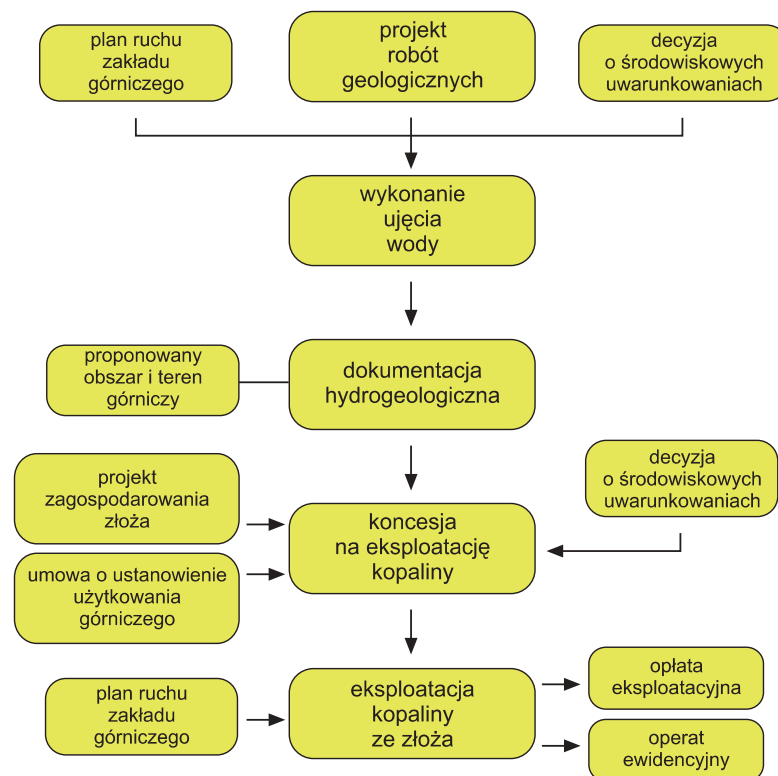 plan ruchu
zakładu
górniczego
projekt
robót
geologicznych
decyzja
o środowiskowych
uwarunkowaniach
wykonanie
ujęcia
wody
proponowany
obszar i teren
górniczy
dokumentacja
hydrogeologiczna
projekt
zagospodarowania
złoża
umowa o ustanowienie
użytkowania
górniczego
koncesja
na eksploatację
kopaliny
decyzja
o środowiskowych
uwarunkowaniach
plan ruchu
zakładu
górniczego
eksploatacja
kopaliny
ze złoża
opłata
eksploatacyjna
operat
ewidencyjny